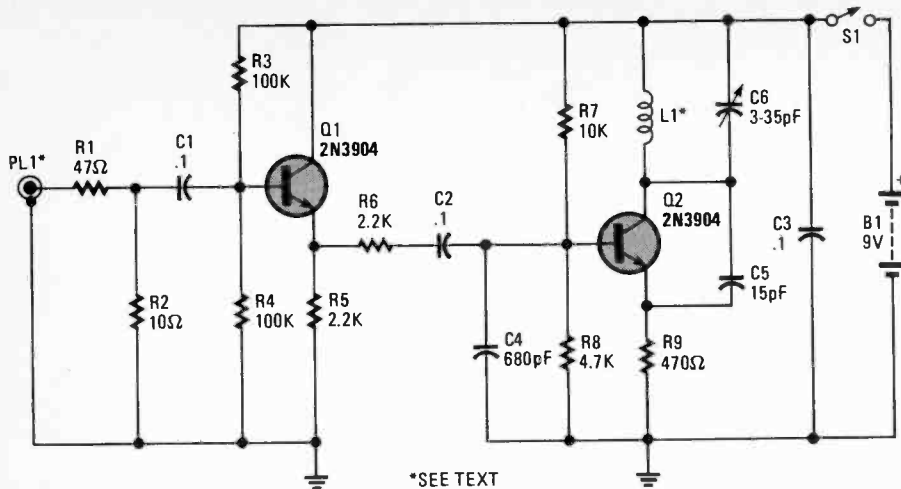 PL1*
R1
47Ω
C1
.1
R2
10Ω
R3
100K
R4
100K
Q1
2N3904
R5
2.2K
R6
2.2K
C2
.1
C4
680pF
R7
10K
R8
4.7K
Q2
2N3904
R9
470Ω
L1*
C6
3-35pF
C5
15pF
C3
.1
S1
+
B1
9V
*SEE TEXT